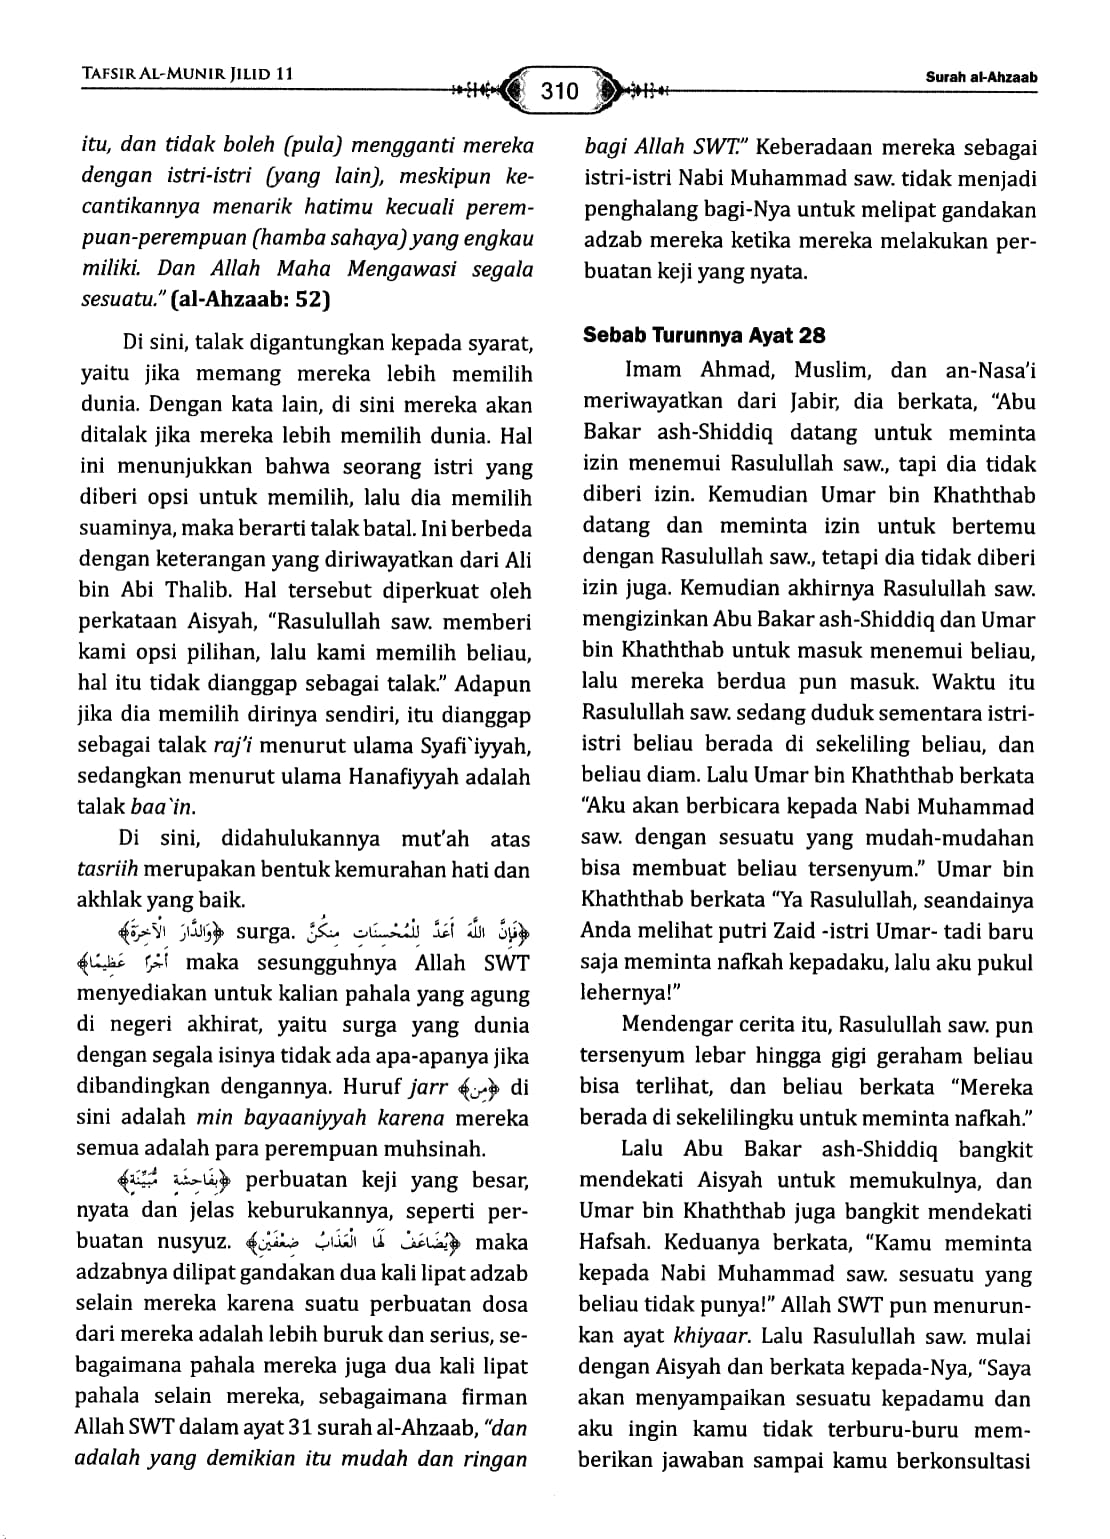 TAFSIR AL-MUNIR JILID 11
310
Surah al-Ahzaab
itu, dan tidak boleh (pula) mengganti mereka
dengan istri-istri (yang lain), meskipun ke-
cantikannya menarik hatimu kecuali perem-
puan-perempuan (hamba sahaya) yang engkau
miliki. Dan Allah Maha Mengawasi segala
sesuatu." (al-Ahzaab: 52)
Di sini, talak digantungkan kepada syarat,
yaitu jika memang mereka lebih memilih
dunia. Dengan kata lain, di sini mereka akan
ditalak jika mereka lebih memilih dunia. Hal
ini menunjukkan bahwa seorang istri yang
diberi opsi untuk memilih, lalu dia memilih
suaminya, maka berarti talak batal. Ini berbeda
dengan keterangan yang diriwayatkan dari Ali
bin Abi Thalib. Hal tersebut diperkuat oleh
perkataan Aisyah, "Rasulullah saw. memberi
kami opsi pilihan, lalu kami memilih beliau,
hal itu tidak dianggap sebagai talak." Adapun
jika dia memilih dirinya sendiri, itu dianggap
sebagai talak raj'i menurut ulama Syafi`iyyah,
sedangkan menurut ulama Hanafiyyah adalah
talak baa`in.
Di sini, didahulukannya mut'ah atas
tasriih merupakan bentuk kemurahan hati dan
akhlak yang baik.
﴿وَالدَّارَ الْآخِرَةَ﴾ surga. ﴿فَإِنَّ اللَّهَ أَعَدَّ لِلْمُحْسِنَاتِ مِنكُنَّ
أَجْرًا عَظِيمًا﴾ maka sesungguhnya Allah SWT
menyediakan untuk kalian pahala yang agung
di negeri akhirat, yaitu surga yang dunia
dengan segala isinya tidak ada apa-apanya jika
dibandingkan dengannya. Huruf jarr ﴿مِن﴾ di
sini adalah min bayaaniyyah karena mereka
semua adalah para perempuan muhsinah.
﴿بِفَاحِشَةٍ مُّبَيِّنَةٍ﴾ perbuatan keji yang besar,
nyata dan jelas keburukannya, seperti per-
buatan nusyuz. ﴿يُضَاعَفْ لَهَا الْعَذَابُ ضِعْفَيْنِ﴾ maka
adzabnya dilipat gandakan dua kali lipat adzab
selain mereka karena suatu perbuatan dosa
dari mereka adalah lebih buruk dan serius, se-
bagaimana pahala mereka juga dua kali lipat
pahala selain mereka, sebagaimana firman
Allah SWT dalam ayat 31 surah al-Ahzaab, "dan
adalah yang demikian itu mudah dan ringan
bagi Allah SWT." Keberadaan mereka sebagai
istri-istri Nabi Muhammad saw. tidak menjadi
penghalang bagi-Nya untuk melipat gandakan
adzab mereka ketika mereka melakukan per-
buatan keji yang nyata.
Sebab Turunnya Ayat 28
Imam Ahmad, Muslim, dan an-Nasa'i
meriwayatkan dari Jabir, dia berkata, "Abu
Bakar ash-Shiddiq datang untuk meminta
izin menemui Rasulullah saw., tapi dia tidak
diberi izin. Kemudian Umar bin Khaththab
datang dan meminta izin untuk bertemu
dengan Rasulullah saw., tetapi dia tidak diberi
izin juga. Kemudian akhirnya Rasulullah saw.
mengizinkan Abu Bakar ash-Shiddiq dan Umar
bin Khaththab untuk masuk menemui beliau,
lalu mereka berdua pun masuk. Waktu itu
Rasulullah saw. sedang duduk sementara istri-
istri beliau berada di sekeliling beliau, dan
beliau diam. Lalu Umar bin Khaththab berkata
"Aku akan berbicara kepada Nabi Muhammad
saw. dengan sesuatu yang mudah-mudahan
bisa membuat beliau tersenyum." Umar bin
Khaththab berkata "Ya Rasulullah, seandainya
Anda melihat putri Zaid -istri Umar- tadi baru
saja meminta nafkah kepadaku, lalu aku pukul
lehernya!"
Mendengar cerita itu, Rasulullah saw. pun
tersenyum lebar hingga gigi geraham beliau
bisa terlihat, dan beliau berkata "Mereka
berada di sekelilingku untuk meminta nafkah."
Lalu Abu Bakar ash-Shiddiq bangkit
mendekati Aisyah untuk memukulnya, dan
Umar bin Khaththab juga bangkit mendekati
Hafsah. Keduanya berkata, "Kamu meminta
kepada Nabi Muhammad saw. sesuatu yang
beliau tidak punya!" Allah SWT pun menurun-
kan ayat khiyaar. Lalu Rasulullah saw. mulai
dengan Aisyah dan berkata kepada-Nya, "Saya
akan menyampaikan sesuatu kepadamu dan
aku ingin kamu tidak terburu-buru mem-
berikan jawaban sampai kamu berkonsultasi